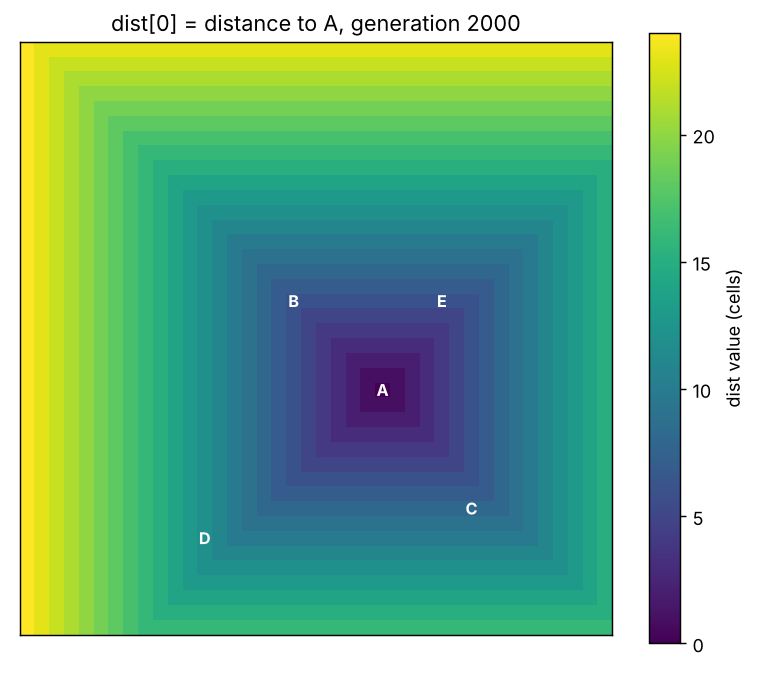 dist[0] = distance to A, generation 2000
20
15
10
5
0
dist value (cells)
B
E
A
C
D